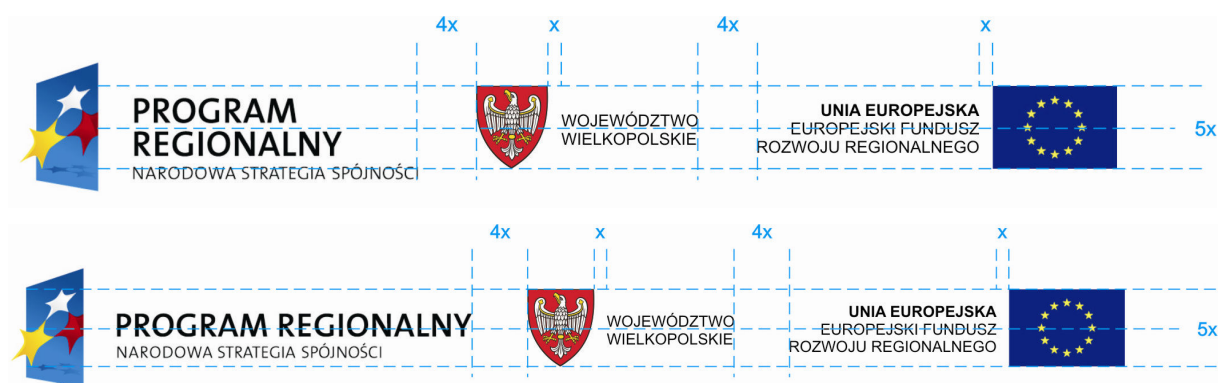 4x x 4x x
PROGRAM
REGIONALNY
NARODOWA STRATEGIA SPÓJNOŚCI
WOJEWÓDZTWO
WIELKOPOLSKIE
UNIA EUROPEJSKA
EUROPEJSKI FUNDUSZ
ROZWOJU REGIONALNEGO
5x
4x x 4x x
PROGRAM REGIONALNY
NARODOWA STRATEGIA SPÓJNOŚCI
WOJEWÓDZTWO
WIELKOPOLSKIE
UNIA EUROPEJSKA
EUROPEJSKI FUNDUSZ
ROZWOJU REGIONALNEGO
5x